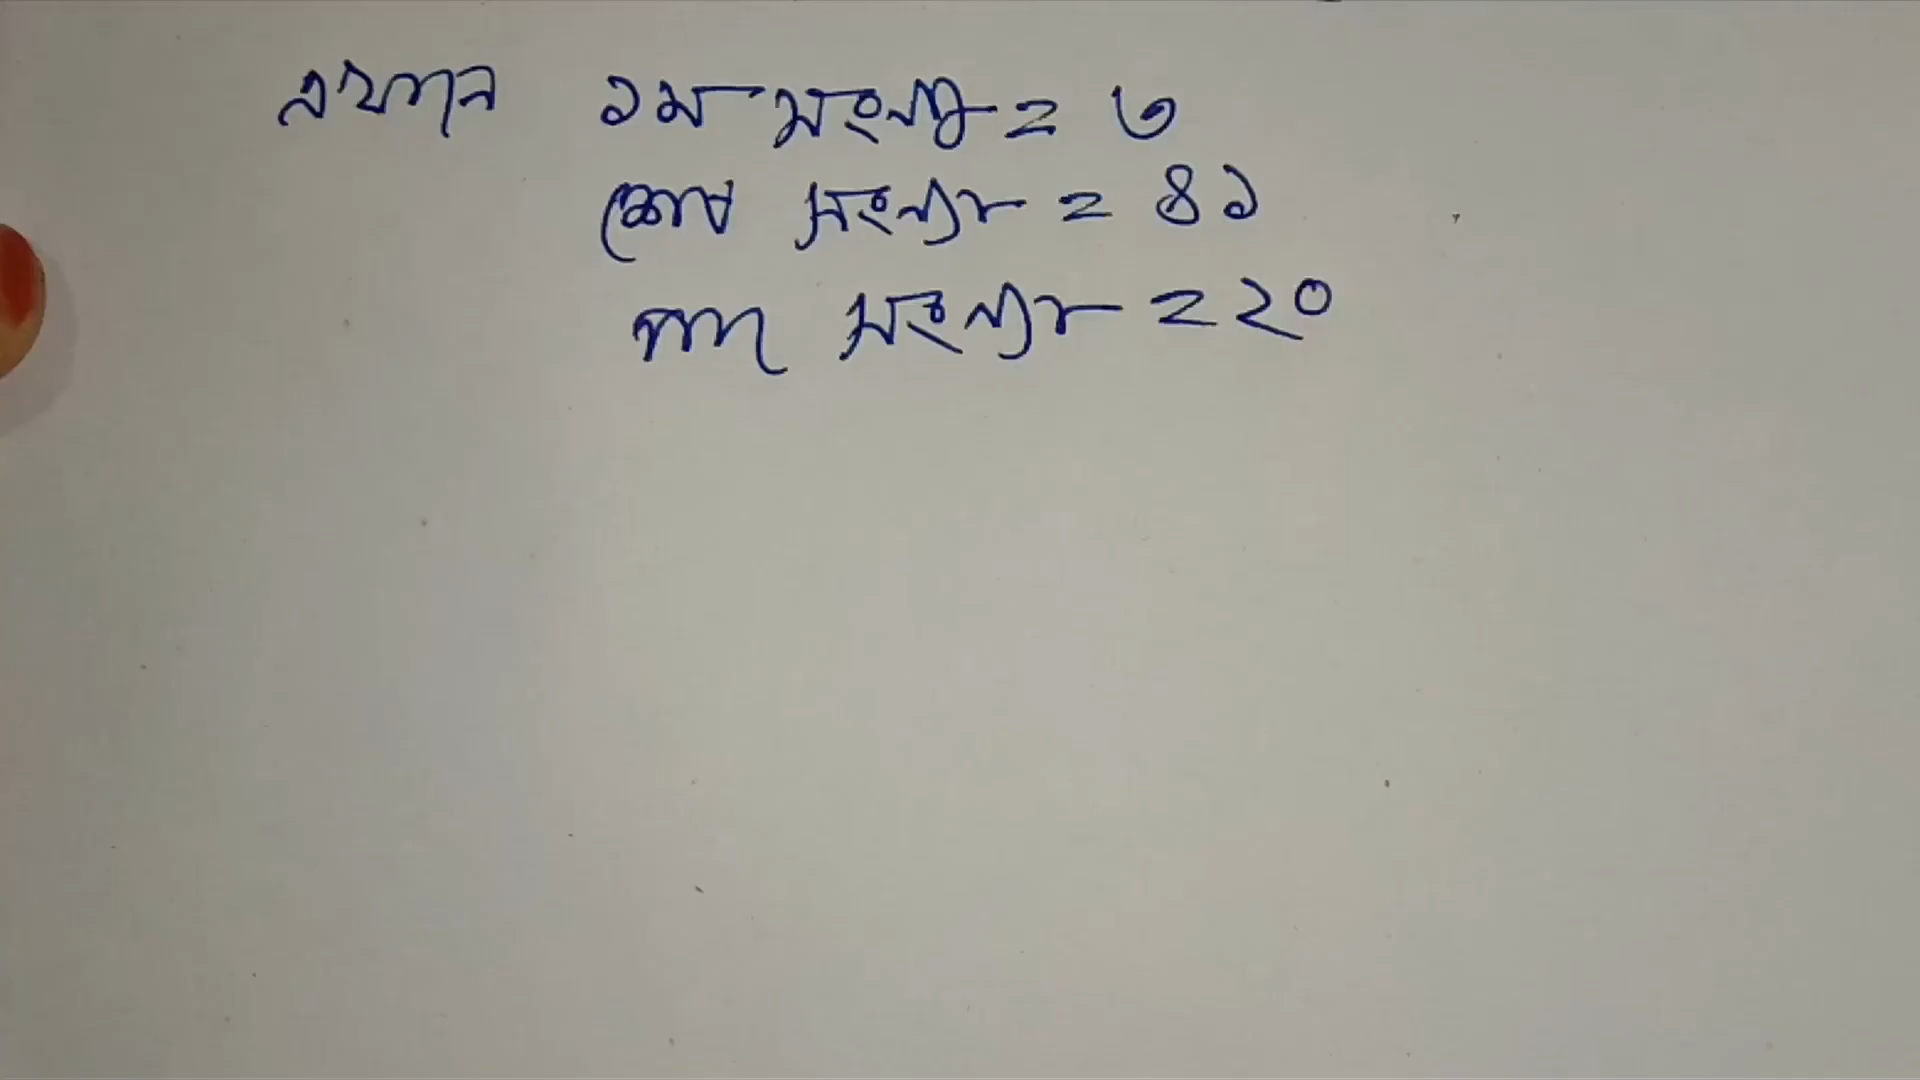 এখানে ১ম সংখ্যা = ৩
শেষ সংখ্যা = ৪১
পদ সংখ্যা = ২০